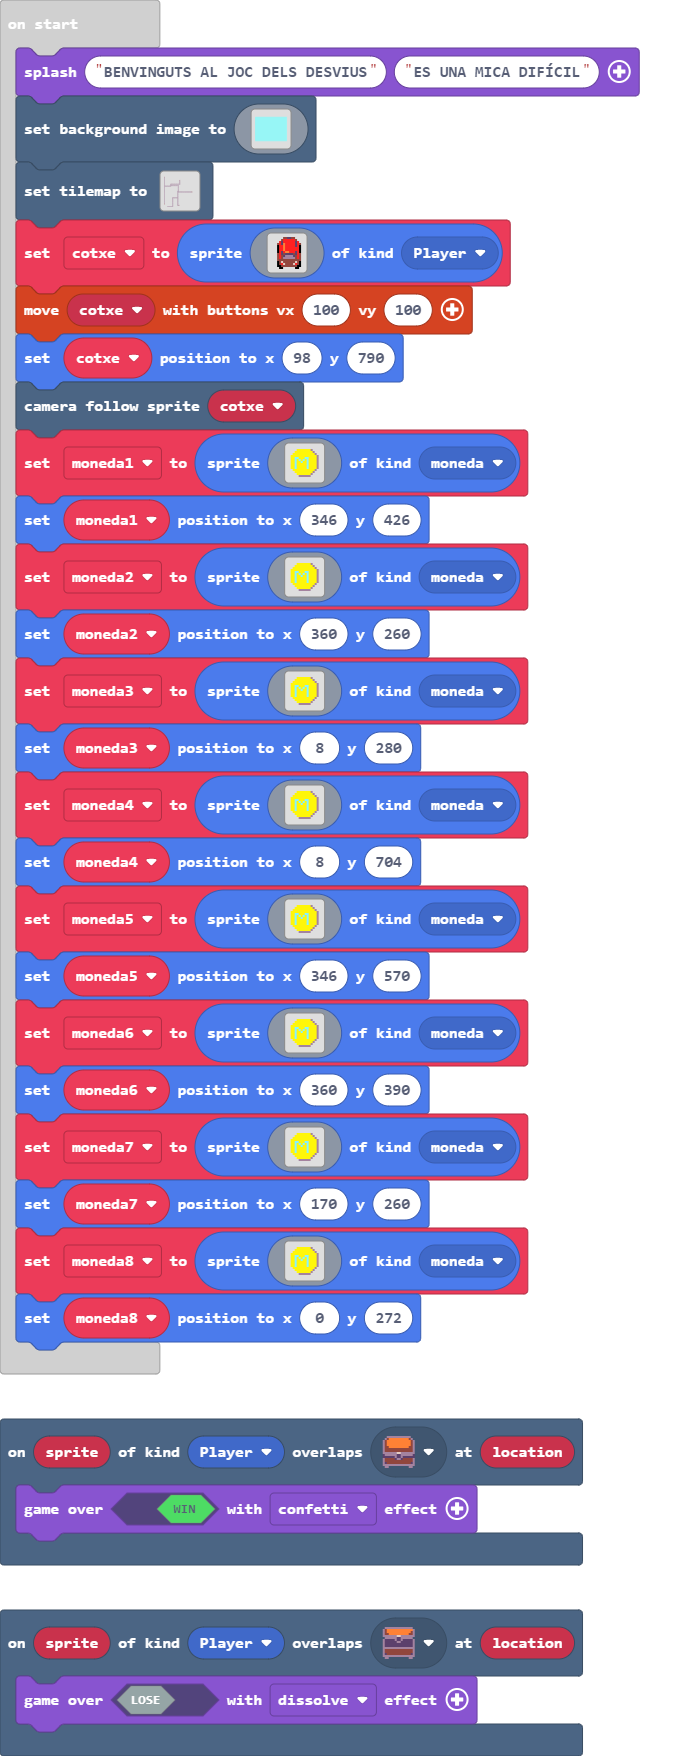 on start
splash "BENVINGUTS AL JOC DELS DESVIUS" "ES UNA MICA DIFÍCIL"
set background image to
set tilemap to
set cotxe to sprite of kind Player
move cotxe with buttons vx 100 vy 100
set cotxe position to x 98 y 790
camera follow sprite cotxe
set moneda1 to sprite of kind moneda
set moneda1 position to x 346 y 426
set moneda2 to sprite of kind moneda
set moneda2 position to x 360 y 260
set moneda3 to sprite of kind moneda
set moneda3 position to x 8 y 280
set moneda4 to sprite of kind moneda
set moneda4 position to x 8 y 704
set moneda5 to sprite of kind moneda
set moneda5 position to x 346 y 570
set moneda6 to sprite of kind moneda
set moneda6 position to x 360 y 390
set moneda7 to sprite of kind moneda
set moneda7 position to x 170 y 260
set moneda8 to sprite of kind moneda
set moneda8 position to x 0 y 272
on sprite of kind Player overlaps at location
game over WIN with confetti effect
on sprite of kind Player overlaps at location
game over LOSE with dissolve effect